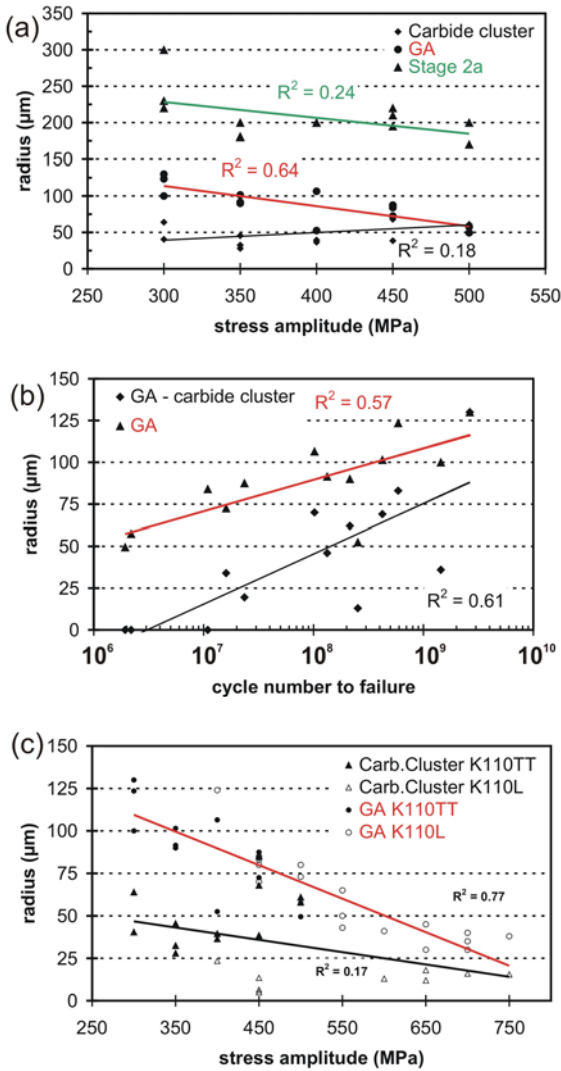 (a)
Carbide cluster
GA
Stage 2a
R² = 0.24
R² = 0.64
R² = 0.18
350
300
250
200
150
100
50
0
radius (µm)
250 300 350 400 450 500 550
stress amplitude (MPa)
(b)
GA - carbide cluster
GA
R² = 0.57
R² = 0.61
150
125
100
75
50
25
0
radius (µm)
10⁶ 10⁷ 10⁸ 10⁹ 10¹⁰
cycle number to failure
(c)
Carb.Cluster K110TT
Carb.Cluster K110L
GA K110TT
GA K110L
R² = 0.77
R² = 0.17
150
125
100
75
50
25
0
radius (µm)
250 350 450 550 650 750
stress amplitude (MPa)